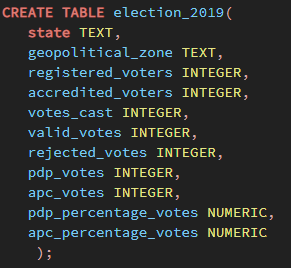 CREATE TABLE election_2019(
state TEXT,
geopolitical_zone TEXT,
registered_voters INTEGER,
accredited_voters INTEGER,
votes_cast INTEGER,
valid_votes INTEGER,
rejected_votes INTEGER,
pdp_votes INTEGER,
apc_votes INTEGER,
pdp_percentage_votes NUMERIC,
apc_percentage_votes NUMERIC
);